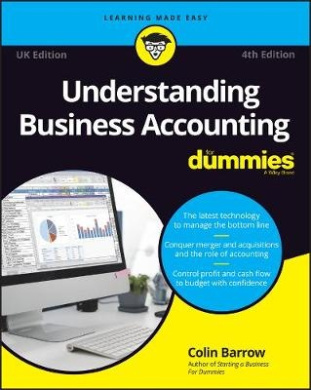 LEARNING MADE EASY
UK Edition
4th Edition
Understanding
Business Accounting
for
dummies
A Wiley Brand
The latest technology
to manage the bottom line
Conquer merger and acquisitions
and the role of accounting
Control profit and cash flow
to budget with confidence
Colin Barrow
Author of Starting a Business
For Dummies